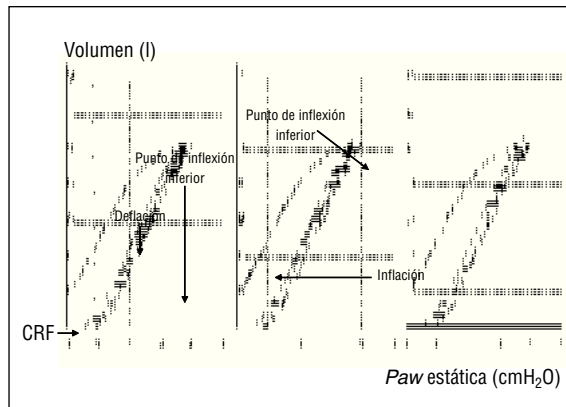 Volumen (l)
Punto de inflexión
inferior
Punto de inflexión
inferior
Deflación
Inflación
CRF
Paw estática (cmH₂O)